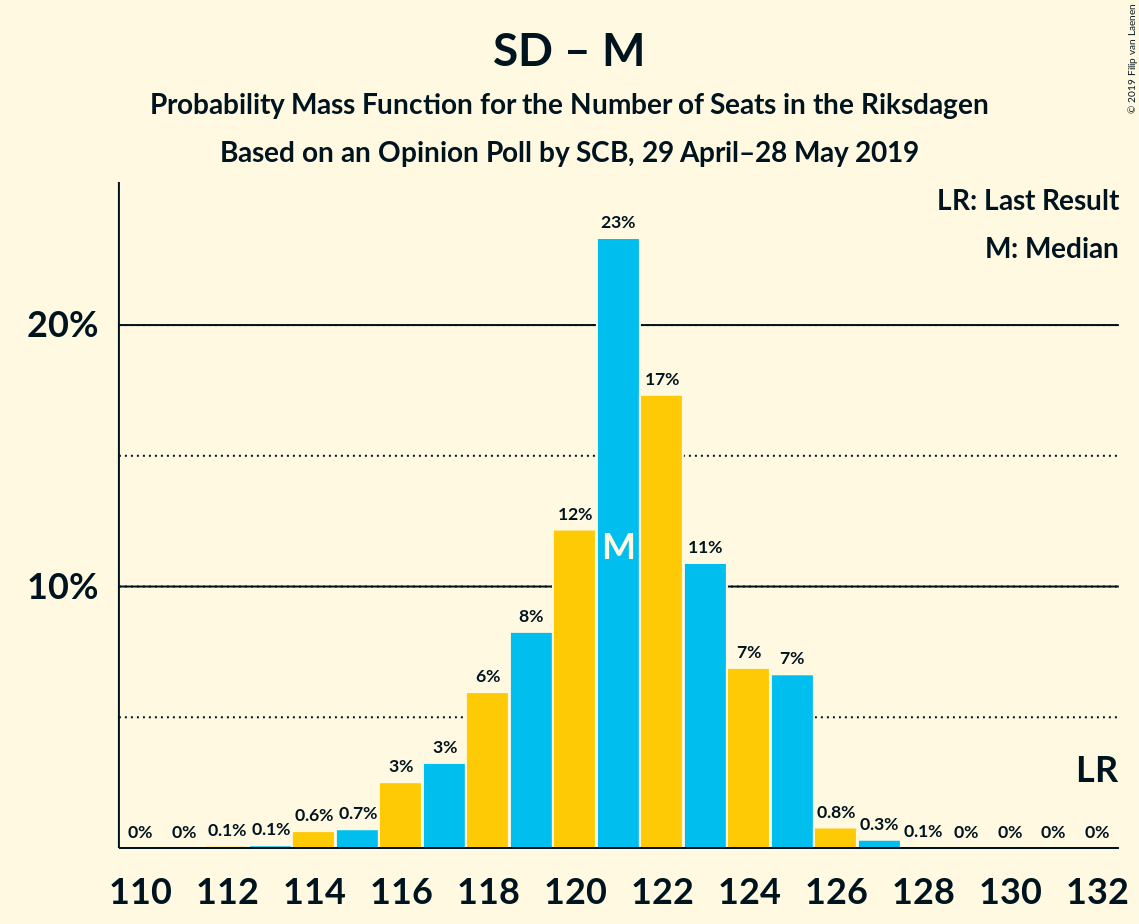 SD – M
Probability Mass Function for the Number of Seats in the Riksdagen
Based on an Opinion Poll by SCB, 29 April–28 May 2019
© 2019 Filip van Laenen
LR: Last Result
M: Median
20%
10%
0% 0% 0.1% 0.1% 0.6% 0.7% 3% 3% 6% 8% 12% 23% 17% 11% 7% 7% 0.8% 0.3% 0.1% 0% 0% 0% 0%
M
LR
110 112 114 116 118 120 122 124 126 128 130 132